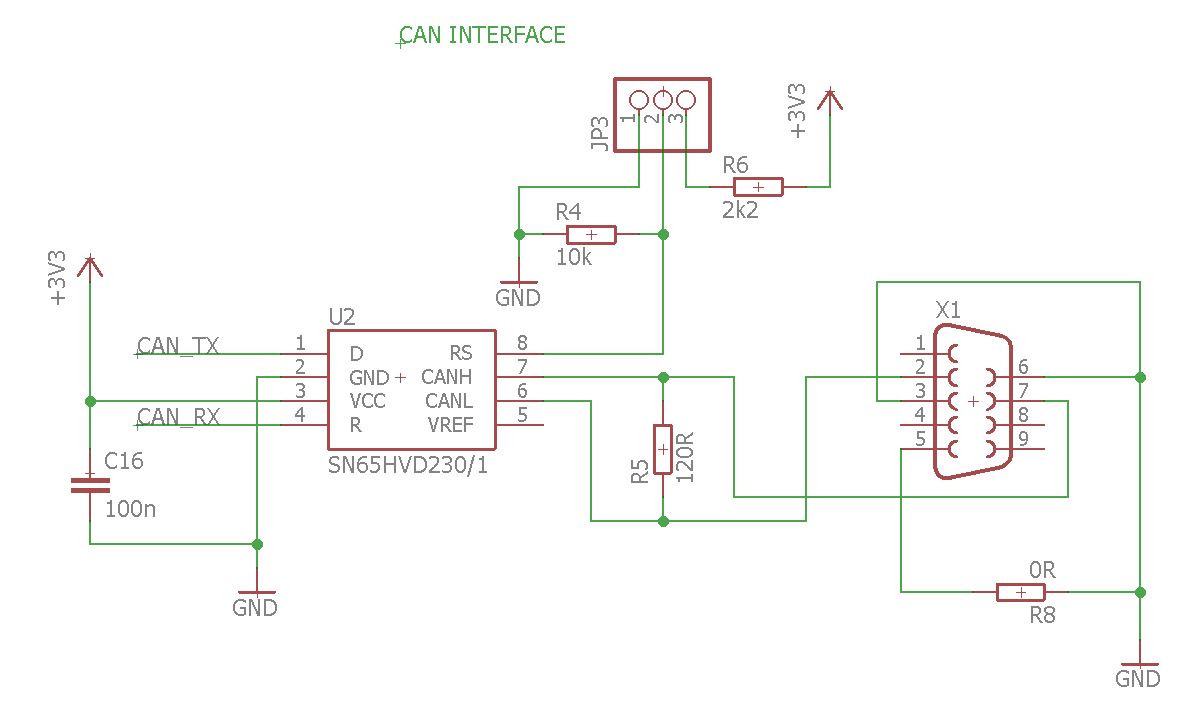 CAN INTERFACE
JP3
1
2
3
+3V3
R6
2k2
R4
10k
GND
+3V3
U2
CAN_TX
1
D
RS
8
2
GND
CANH
7
3
VCC
CANL
6
CAN_RX
4
R
VREF
5
SN65HVD230/1
C16
100n
GND
R5
120R
X1
1
2
6
3
7
4
8
5
9
0R
R8
GND